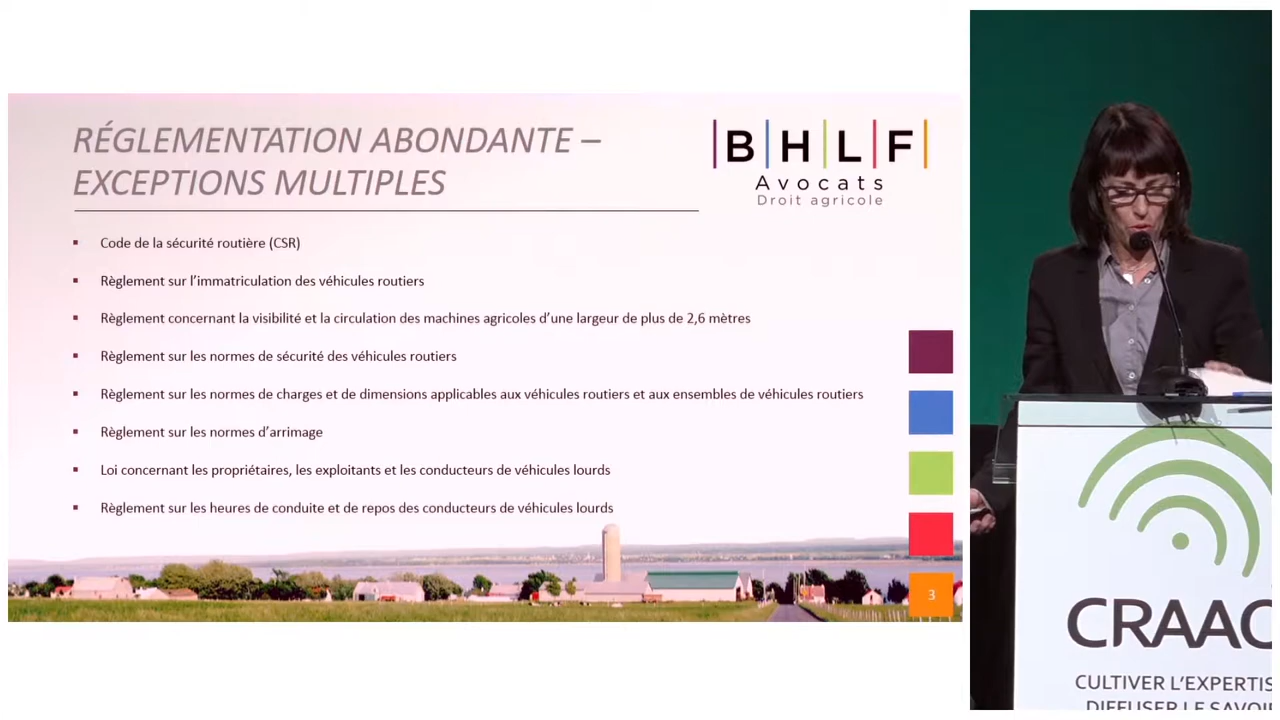 RÉGLEMENTATION ABONDANTE –
EXCEPTIONS MULTIPLES
B H L F
Avocats
Droit agricole
▪ Code de la sécurité routière (CSR)
▪ Règlement sur l’immatriculation des véhicules routiers
▪ Règlement concernant la visibilité et la circulation des machines agricoles d’une largeur de plus de 2,6 mètres
▪ Règlement sur les normes de sécurité des véhicules routiers
▪ Règlement sur les normes de charges et de dimensions applicables aux véhicules routiers et aux ensembles de véhicules routiers
▪ Règlement sur les normes d’arrimage
▪ Loi concernant les propriétaires, les exploitants et les conducteurs de véhicules lourds
▪ Règlement sur les heures de conduite et de repos des conducteurs de véhicules lourds
3
CRAA
CULTIVER L'EXPERTIS
DIFFUSER LE SAVOI